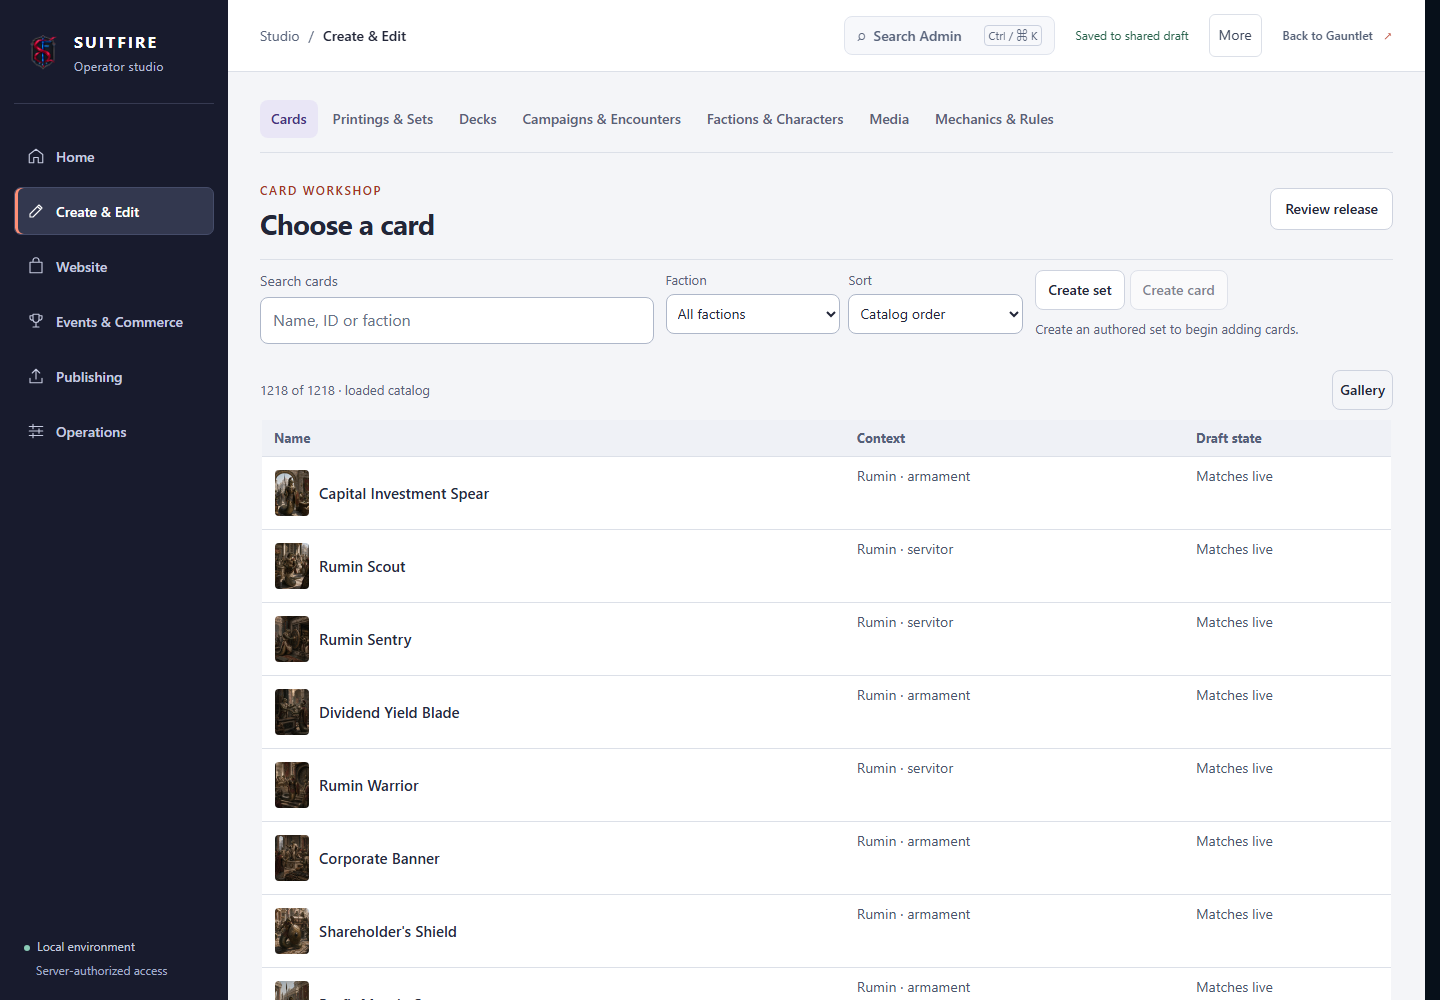 SUITFIRE
Operator studio
Home
Create & Edit
Website
Events & Commerce
Publishing
Operations
Local environment
Server-authorized access
Studio / Create & Edit
Search Admin Ctrl / ⌘ K
Saved to shared draft
More
Back to Gauntlet ↗
Cards Printings & Sets Decks Campaigns & Encounters Factions & Characters Media Mechanics & Rules
CARD WORKSHOP
Choose a card
Review release
Search cards
Name, ID or faction
Faction
All factions
Sort
Catalog order
Create set Create card
Create an authored set to begin adding cards.
1218 of 1218 · loaded catalog
Gallery
Name Context Draft state
Capital Investment Spear Rumin · armament Matches live
Rumin Scout Rumin · servitor Matches live
Rumin Sentry Rumin · servitor Matches live
Dividend Yield Blade Rumin · armament Matches live
Rumin Warrior Rumin · servitor Matches live
Corporate Banner Rumin · armament Matches live
Shareholder's Shield Rumin · armament Matches live
Rumin · armament Matches live